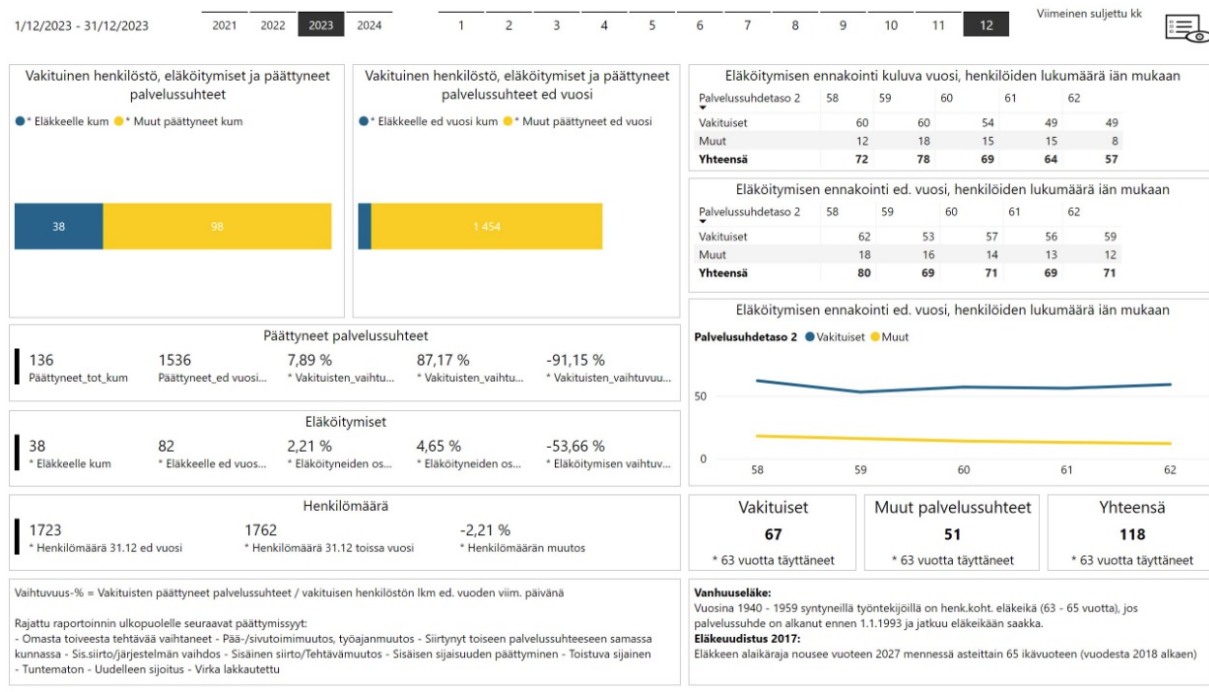 1/12/2023 - 31/12/2023
2021 2022 2023 2024
1 2 3 4 5 6 7 8 9 10 11 12
Viimeinen suljettu kk
Vakituinen henkilöstö, eläköitymiset ja päättyneet
palvelussuhteet
* Eläkkeelle kum * Muut päättyneet kum
38 98
Vakituinen henkilöstö, eläköitymiset ja päättyneet
palvelussuhteet ed vuosi
* Eläkkeelle ed vuosi kum * Muut päättyneet ed vuosi
1 454
Eläköitymisen ennakointi kuluva vuosi, henkilöiden lukumäärä iän mukaan
Palvelussuhdetaso 2 58 59 60 61 62
Vakituiset 60 60 54 49 49
Muut 12 18 15 15 8
Yhteensä 72 78 69 64 57
Eläköitymisen ennakointi ed. vuosi, henkilöiden lukumäärä iän mukaan
Palvelussuhdetaso 2 58 59 60 61 62
Vakituiset 62 53 57 56 59
Muut 18 16 14 13 12
Yhteensä 80 69 71 69 71
Eläköitymisen ennakointi ed. vuosi, henkilöiden lukumäärä iän mukaan
Palvelusuhdetaso 2 Vakituiset Muut
50
0
58 59 60 61 62
Päättyneet palvelussuhteet
136 1536 7,89 % 87,17 % -91,15 %
Päättyneet_tot_kum Päättyneet_ed vuosi... * Vakituisten_vaihtu... * Vakituisten_vaihtu... * Vakituisten_vaihtuvuu...
Eläköitymiset
38 82 2,21 % 4,65 % -53,66 %
* Eläkkeelle kum * Eläkkeelle ed vuos... * Eläköityneiden os... * Eläköityneiden os... * Eläköitymisen vaihtuv...
Henkilömäärä
1723 1762 -2,21 %
* Henkilömäärä 31.12 ed vuosi * Henkilömäärä 31.12 toissa vuosi * Henkilömäärän muutos
Vakituiset
67
* 63 vuotta täyttäneet
Muut palvelussuhteet
51
* 63 vuotta täyttäneet
Yhteensä
118
* 63 vuotta täyttäneet
Vaihtuvuus-% = Vakituisten päättyneet palvelussuhteet / vakituisen henkilöstön lkm ed. vuoden viim. päivänä
Rajattu raportoinnin ulkopuolelle seuraavat päättymissyyt:
- Omasta toiveesta tehtävää vaihtaneet - Pää-/sivutoimimuutos, työajanmuutos - Siirtynyt toiseen palvelussuhteeseen samassa
kunnassa - Sis.siirto/järjestelmän vaihdos - Sisäinen siirto/Tehtävämuutos - Sisäisen sijaisuuden päättyminen - Toistuva sijainen
- Tuntematon - Uudelleen sijoitus - Virka lakkautettu
Vanhuuseläke:
Vuosina 1940 - 1959 syntyneillä työntekijöillä on henk.koht. eläkeikä (63 - 65 vuotta), jos
palvelussuhde on alkanut ennen 1.1.1993 ja jatkuu eläkeikään saakka.
Eläkeuudistus 2017:
Eläkkeen alaikäraja nousee vuoteen 2027 mennessä asteittain 65 ikävuoteen (vuodesta 2018 alkaen)